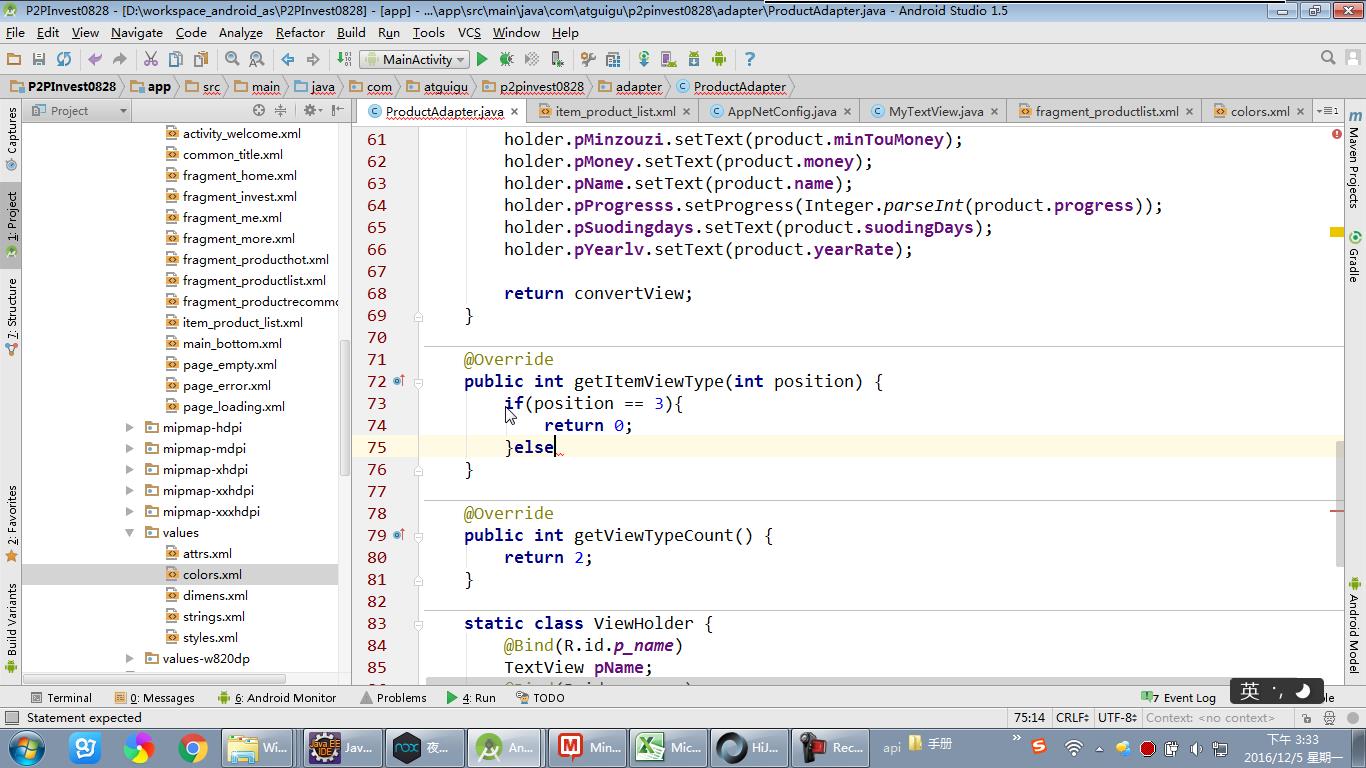 P2PInvest0828 - [D:\workspace_android_as\P2PInvest0828] - [app] - ...\app\src\main\java\com\atguigu\p2pinvest0828\adapter\ProductAdapter.java - Android Studio 1.5
File Edit View Navigate Code Analyze Refactor Build Run Tools VCS Window Help
MainActivity
P2PInvest0828 app src main java com atguigu p2pinvest0828 adapter ProductAdapter
Project ProductAdapter.java item_product_list.xml AppNetConfig.java MyTextView.java fragment_productlist.xml colors.xml
Captures
1: Project
7: Structure
2: Favorites
Build Variants
activity_welcome.xml
common_title.xml
fragment_home.xml
fragment_invest.xml
fragment_me.xml
fragment_more.xml
fragment_producthot.xml
fragment_productlist.xml
fragment_productrecomm
item_product_list.xml
main_bottom.xml
page_empty.xml
page_error.xml
page_loading.xml
mipmap-hdpi
mipmap-mdpi
mipmap-xhdpi
mipmap-xxhdpi
mipmap-xxxhdpi
values
attrs.xml
colors.xml
dimens.xml
strings.xml
styles.xml
values-w820dp
61 holder.pMinzouzi.setText(product.minTouMoney);
62 holder.pMoney.setText(product.money);
63 holder.pName.setText(product.name);
64 holder.pProgresss.setProgress(Integer.parseInt(product.progress));
65 holder.pSuodingdays.setText(product.suodingDays);
66 holder.pYearlv.setText(product.yearRate);
67
68 return convertView;
69 }
70
71 @Override
72 public int getItemViewType(int position) {
73 if(position == 3){
74 return 0;
75 }else
76 }
77
78 @Override
79 public int getViewTypeCount() {
80 return 2;
81 }
82
83 static class ViewHolder {
84 @Bind(R.id.p_name)
85 TextView pName;
Maven Projects
Gradle
Android Model
Terminal 0: Messages 6: Android Monitor Problems 4: Run TODO 7 Event Log
英
Statement expected 75:14 CRLF UTF-8 Context: <no context>
Wi... Jav... 夜... An... Min... Mic... HiJ... Rec... api 手册
下午 3:33
2016/12/5 星期一